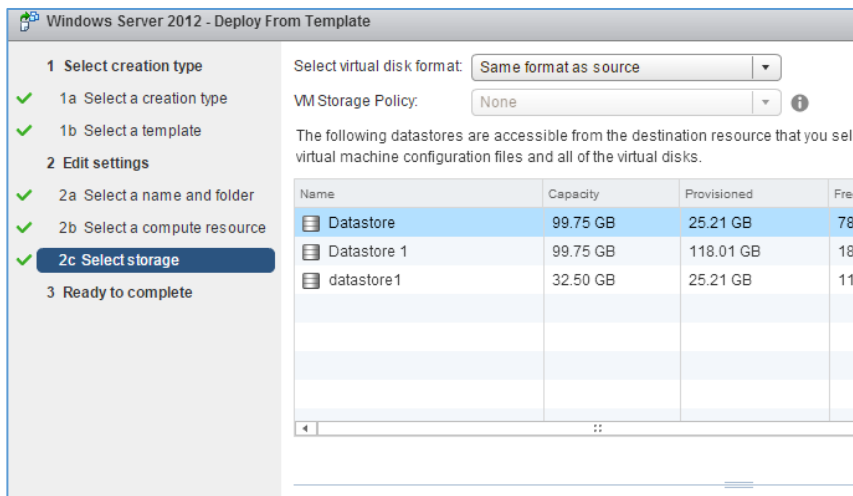 Windows Server 2012 - Deploy From Template
1 Select creation type
1a Select a creation type
1b Select a template
2 Edit settings
2a Select a name and folder
2b Select a compute resource
2c Select storage
3 Ready to complete
Select virtual disk format: Same format as source
VM Storage Policy: None
The following datastores are accessible from the destination resource that you sel
virtual machine configuration files and all of the virtual disks.
Name Capacity Provisioned Fre
Datastore 99.75 GB 25.21 GB 78
Datastore 1 99.75 GB 118.01 GB 18
datastore1 32.50 GB 25.21 GB 11